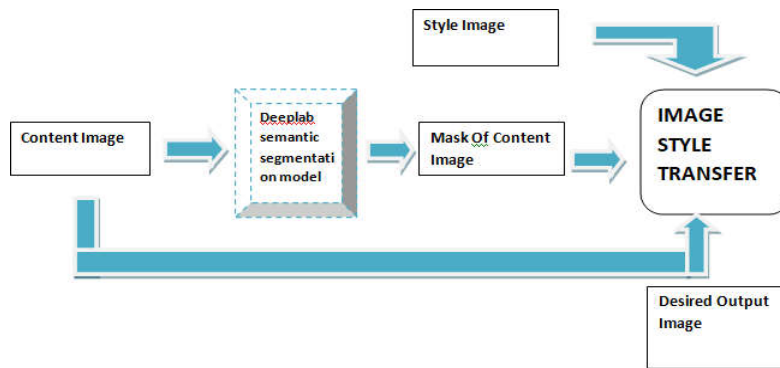 Style Image
Content Image
Deeplab
semantic
segmentati
on model
Mask Of Content
Image
IMAGE
STYLE
TRANSFER
Desired Output
Image